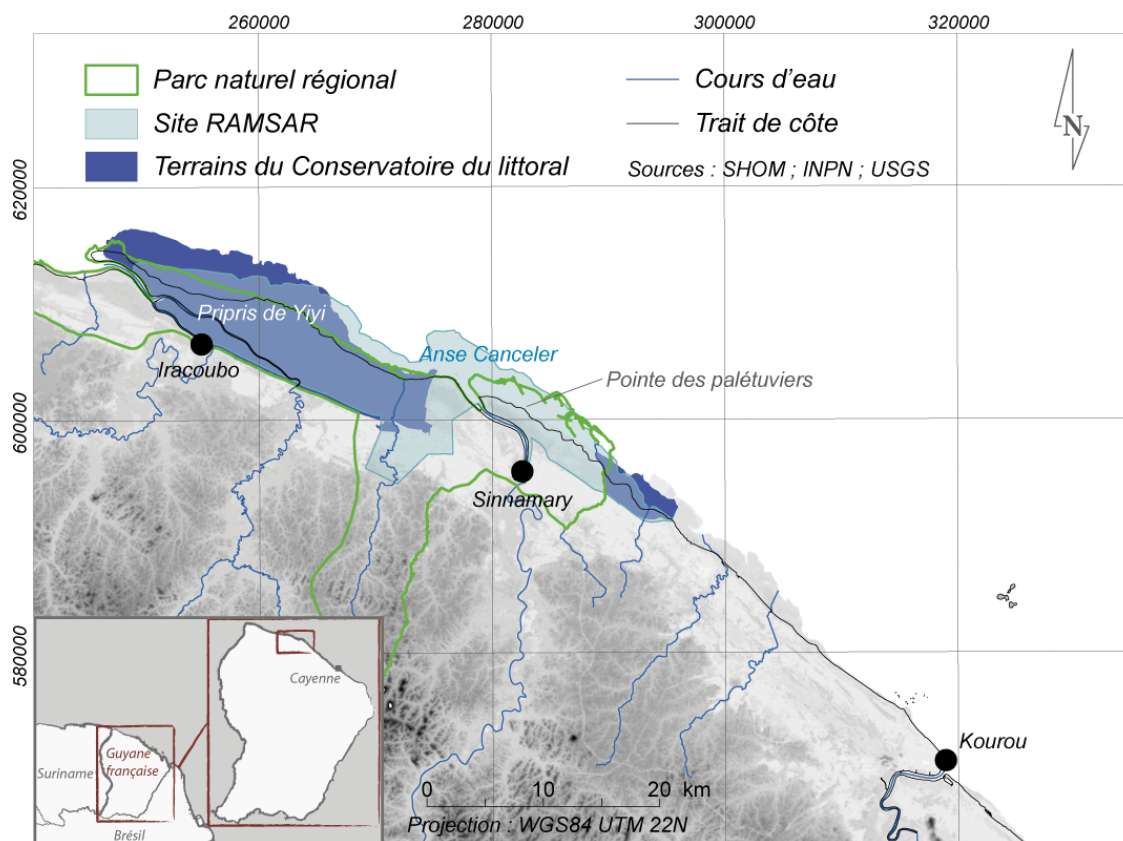 260000
280000
300000
320000
Parc naturel régional
Site RAMSAR
Terrains du Conservatoire du littoral
Cours d'eau
Trait de côte
Sources : SHOM ; INPN ; USGS
N
620000
600000
580000
Pripris de Yiyi
Iracoubo
Anse Canceler
Pointe des palétuviers
Sinnamary
Kourou
Cayenne
Guyane
française
Suriname
Brésil
0 10 20 km
Projection : WGS84 UTM 22N